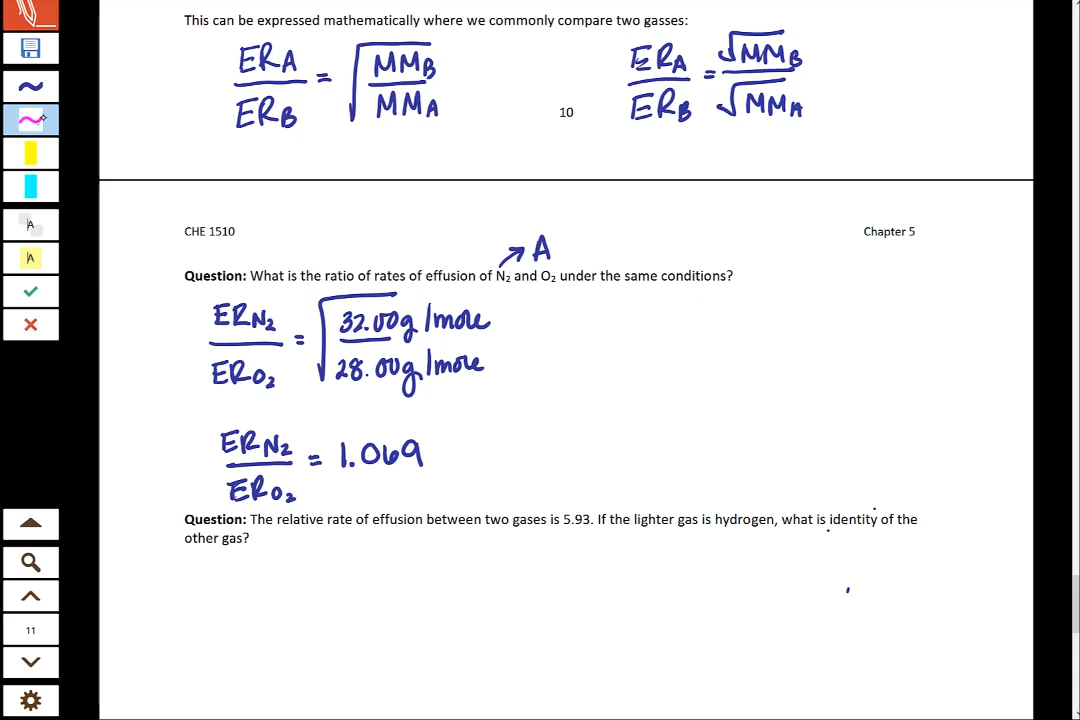 This can be expressed mathematically where we commonly compare two gasses:
ERA / ERB = √(MMB / MMA)
ERA / ERB = √MMB / √MMA
10
CHE 1510
Chapter 5
A
Question: What is the ratio of rates of effusion of N₂ and O₂ under the same conditions?
ERN₂ / ERO₂ = √(32.00g/mole / 28.00g/mole)
ERN₂ / ERO₂ = 1.069
Question: The relative rate of effusion between two gases is 5.93. If the lighter gas is hydrogen, what is identity of the
other gas?
A
A
11